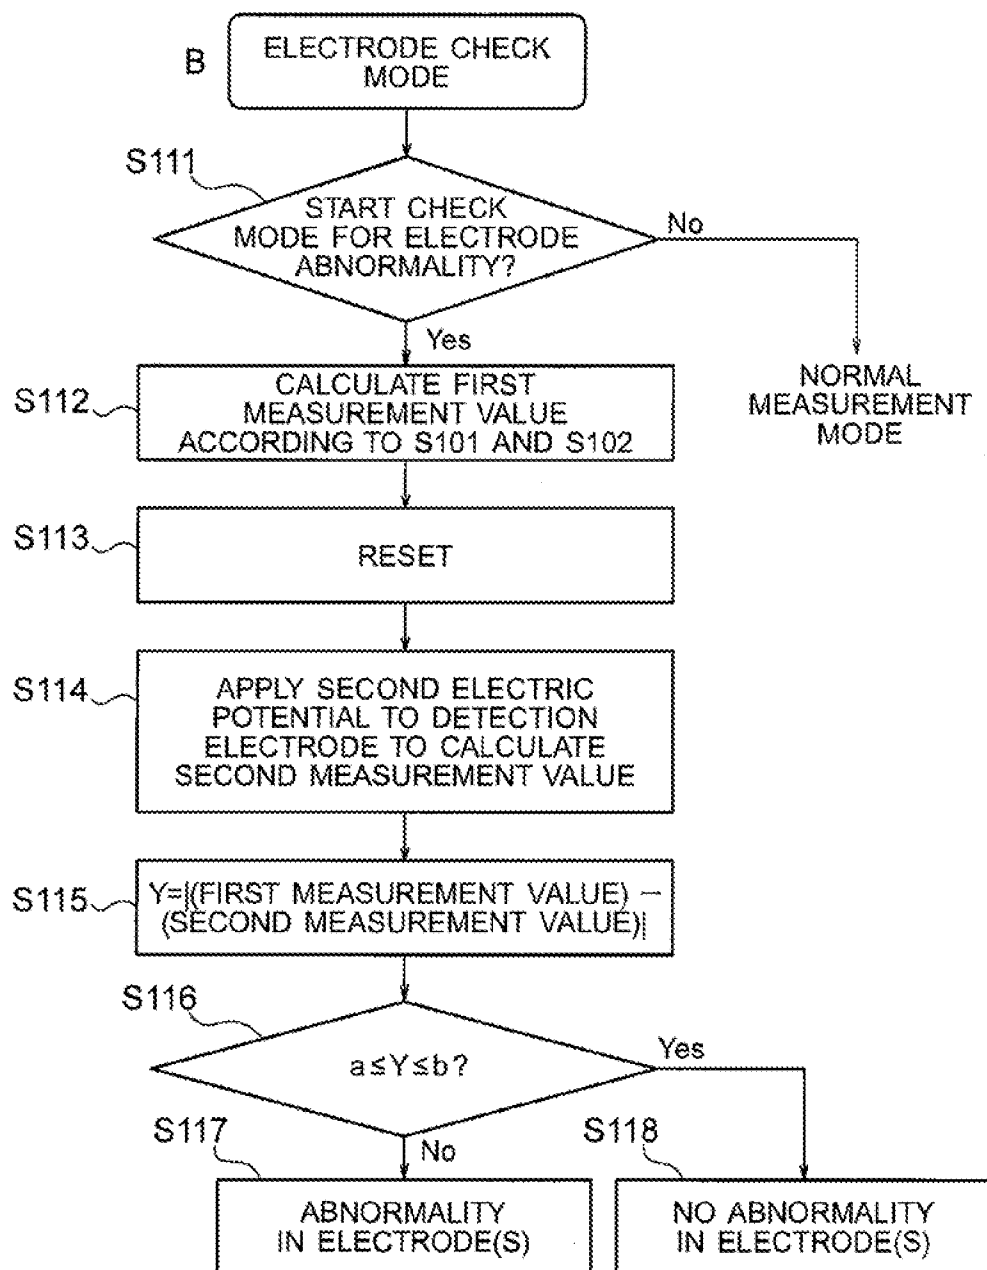 B
ELECTRODE CHECK
MODE
S111
START CHECK
MODE FOR ELECTRODE
ABNORMALITY?
No
Yes
NORMAL
MEASUREMENT
MODE
S112
CALCULATE FIRST
MEASUREMENT VALUE
ACCORDING TO S101 AND S102
S113
RESET
S114
APPLY SECOND ELECTRIC
POTENTIAL TO DETECTION
ELECTRODE TO CALCULATE
SECOND MEASUREMENT VALUE
S115
Y=|(FIRST MEASUREMENT VALUE) −
(SECOND MEASUREMENT VALUE)|
S116
a≤Y≤b?
Yes
No
S117
ABNORMALITY
IN ELECTRODE(S)
S118
NO ABNORMALITY
IN ELECTRODE(S)